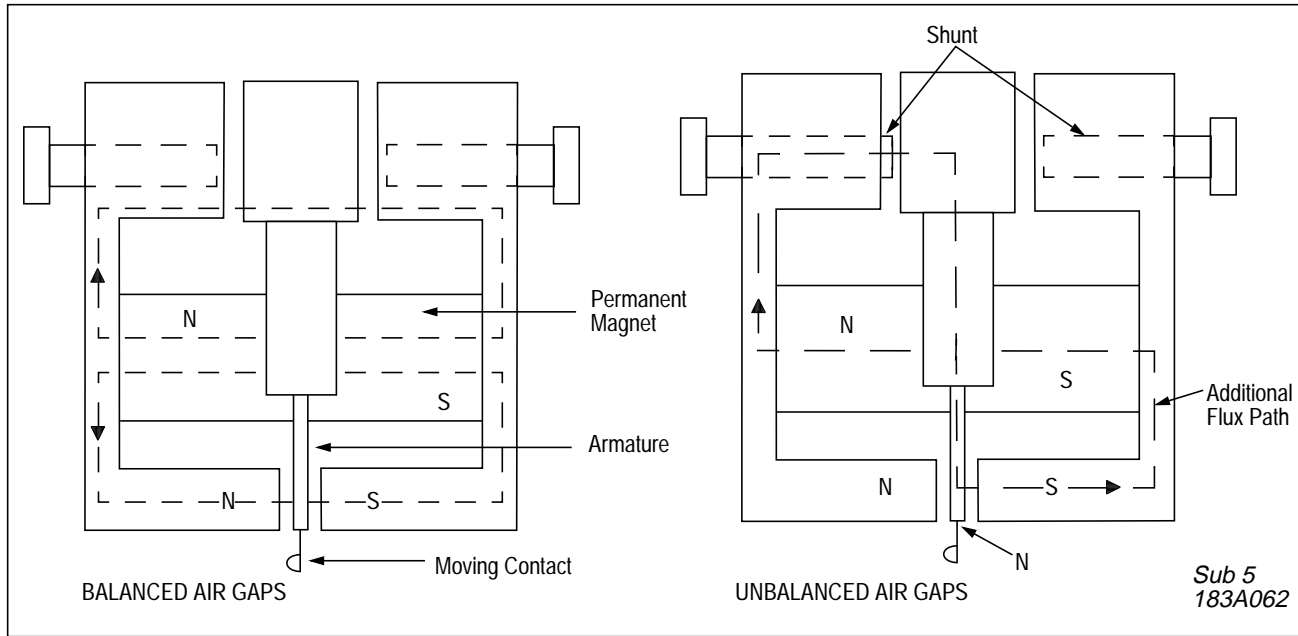 Shunt
N
Permanent
Magnet
S
Armature
N
S
Moving Contact
BALANCED AIR GAPS
N
S
Additional
Flux Path
N
S
N
UNBALANCED AIR GAPS
Sub 5
183A062